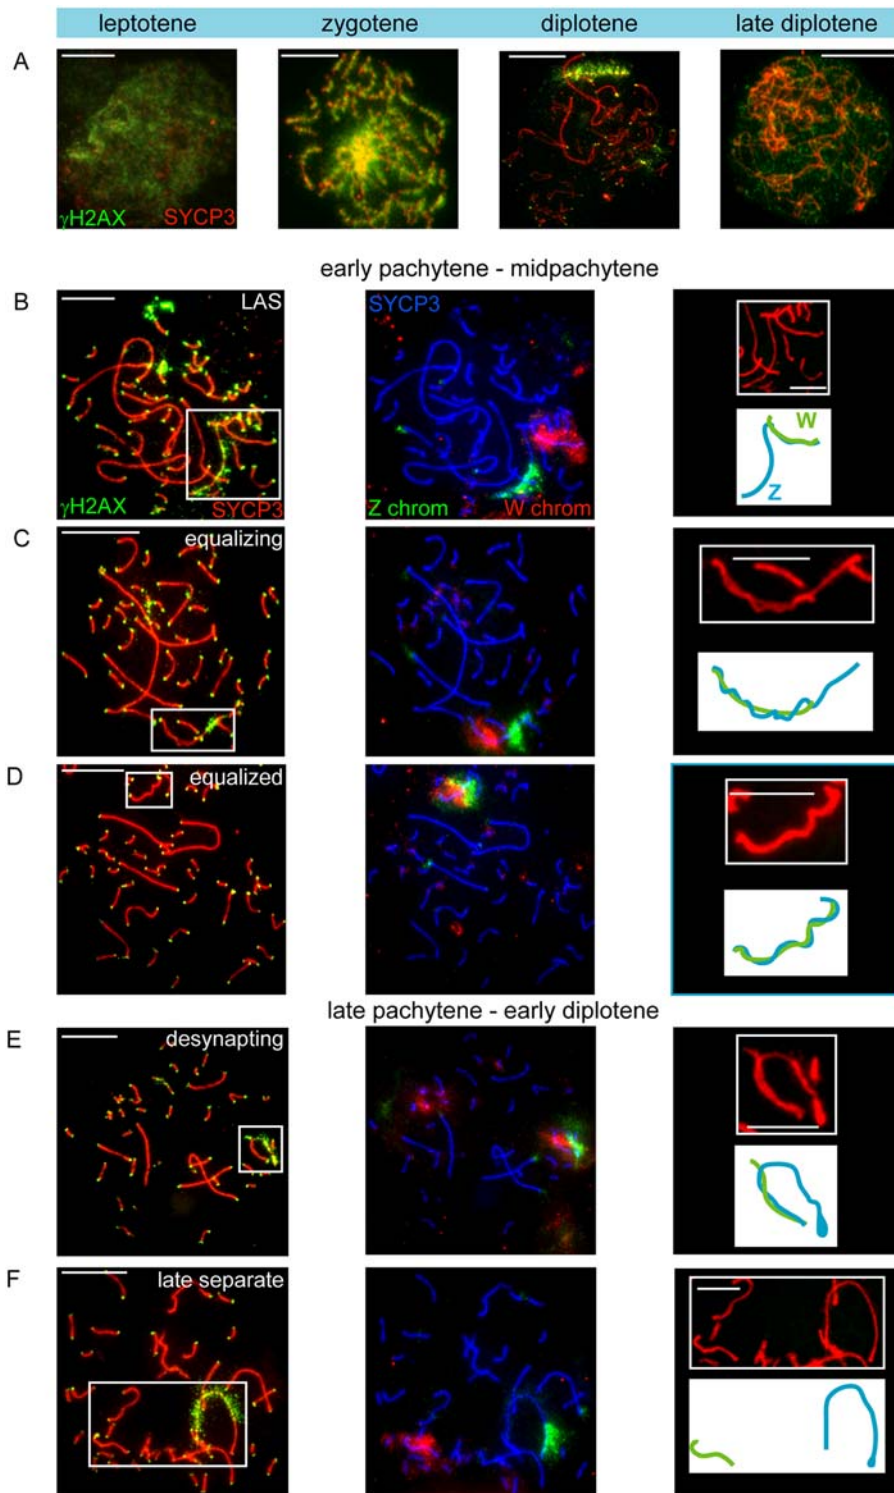 leptotene zygotene diplotene late diplotene
A
γH2AX SYCP3
early pachytene - midpachytene
B
LAS
γH2AX SYCP3
SYCP3
Z chrom W chrom
W
Z
C
equalizing
D
equalized
late pachytene - early diplotene
E
desynapting
F
late separate